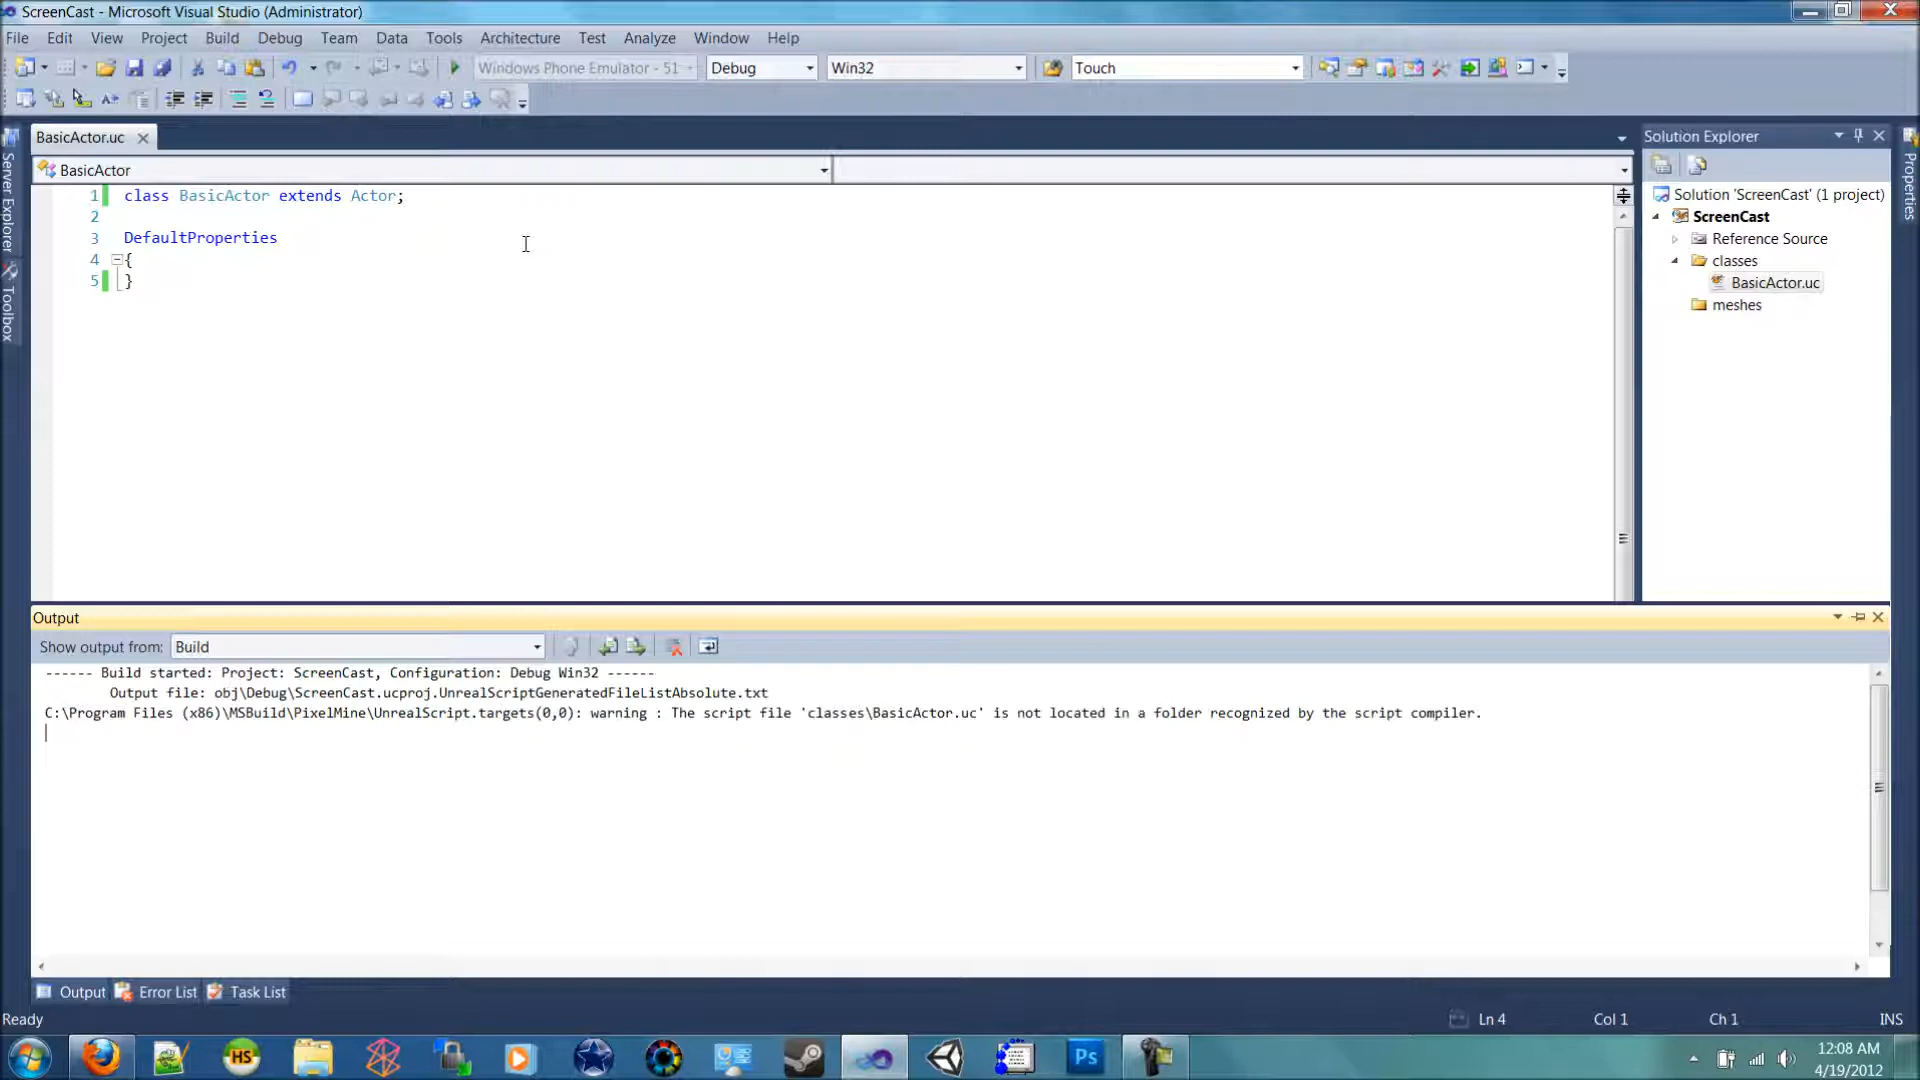 ScreenCast - Microsoft Visual Studio (Administrator)
File Edit View Project Build Debug Team Data Tools Architecture Test Analyze Window Help
Windows Phone Emulator - 51 Debug Win32 Touch
BasicActor.uc
Solution Explorer
BasicActor
Server Explorer
Toolbox
Properties
1 class BasicActor extends Actor;
2
3 DefaultProperties
4 {
5 }
Solution 'ScreenCast' (1 project)
ScreenCast
Reference Source
classes
BasicActor.uc
meshes
Output
Show output from: Build
------ Build started: Project: ScreenCast, Configuration: Debug Win32 ------
Output file: obj\Debug\ScreenCast.ucproj.UnrealScriptGeneratedFileListAbsolute.txt
C:\Program Files (x86)\MSBuild\PixelMine\UnrealScript.targets(0,0): warning : The script file 'classes\BasicActor.uc' is not located in a folder recognized by the script compiler.
Output Error List Task List
Ready Ln 4 Col 1 Ch 1 INS
HS Ps
12:08 AM
4/19/2012